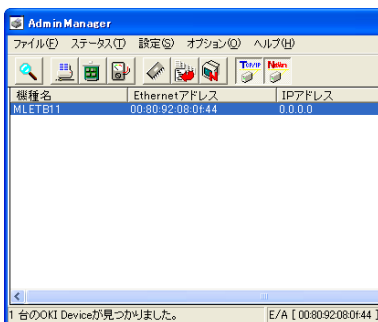 AdminManager
ファイル(F) ステータス(T) 設定(S) オプション(O) ヘルプ(H)
TCP/IP
機種名 Ethernetアドレス IPアドレス
MLETB11 00:80:92:08:0f:44 0.0.0.0
1 台のOKI Deviceが見つかりました。 E/A [ 00:80:92:08:0f:44 ]